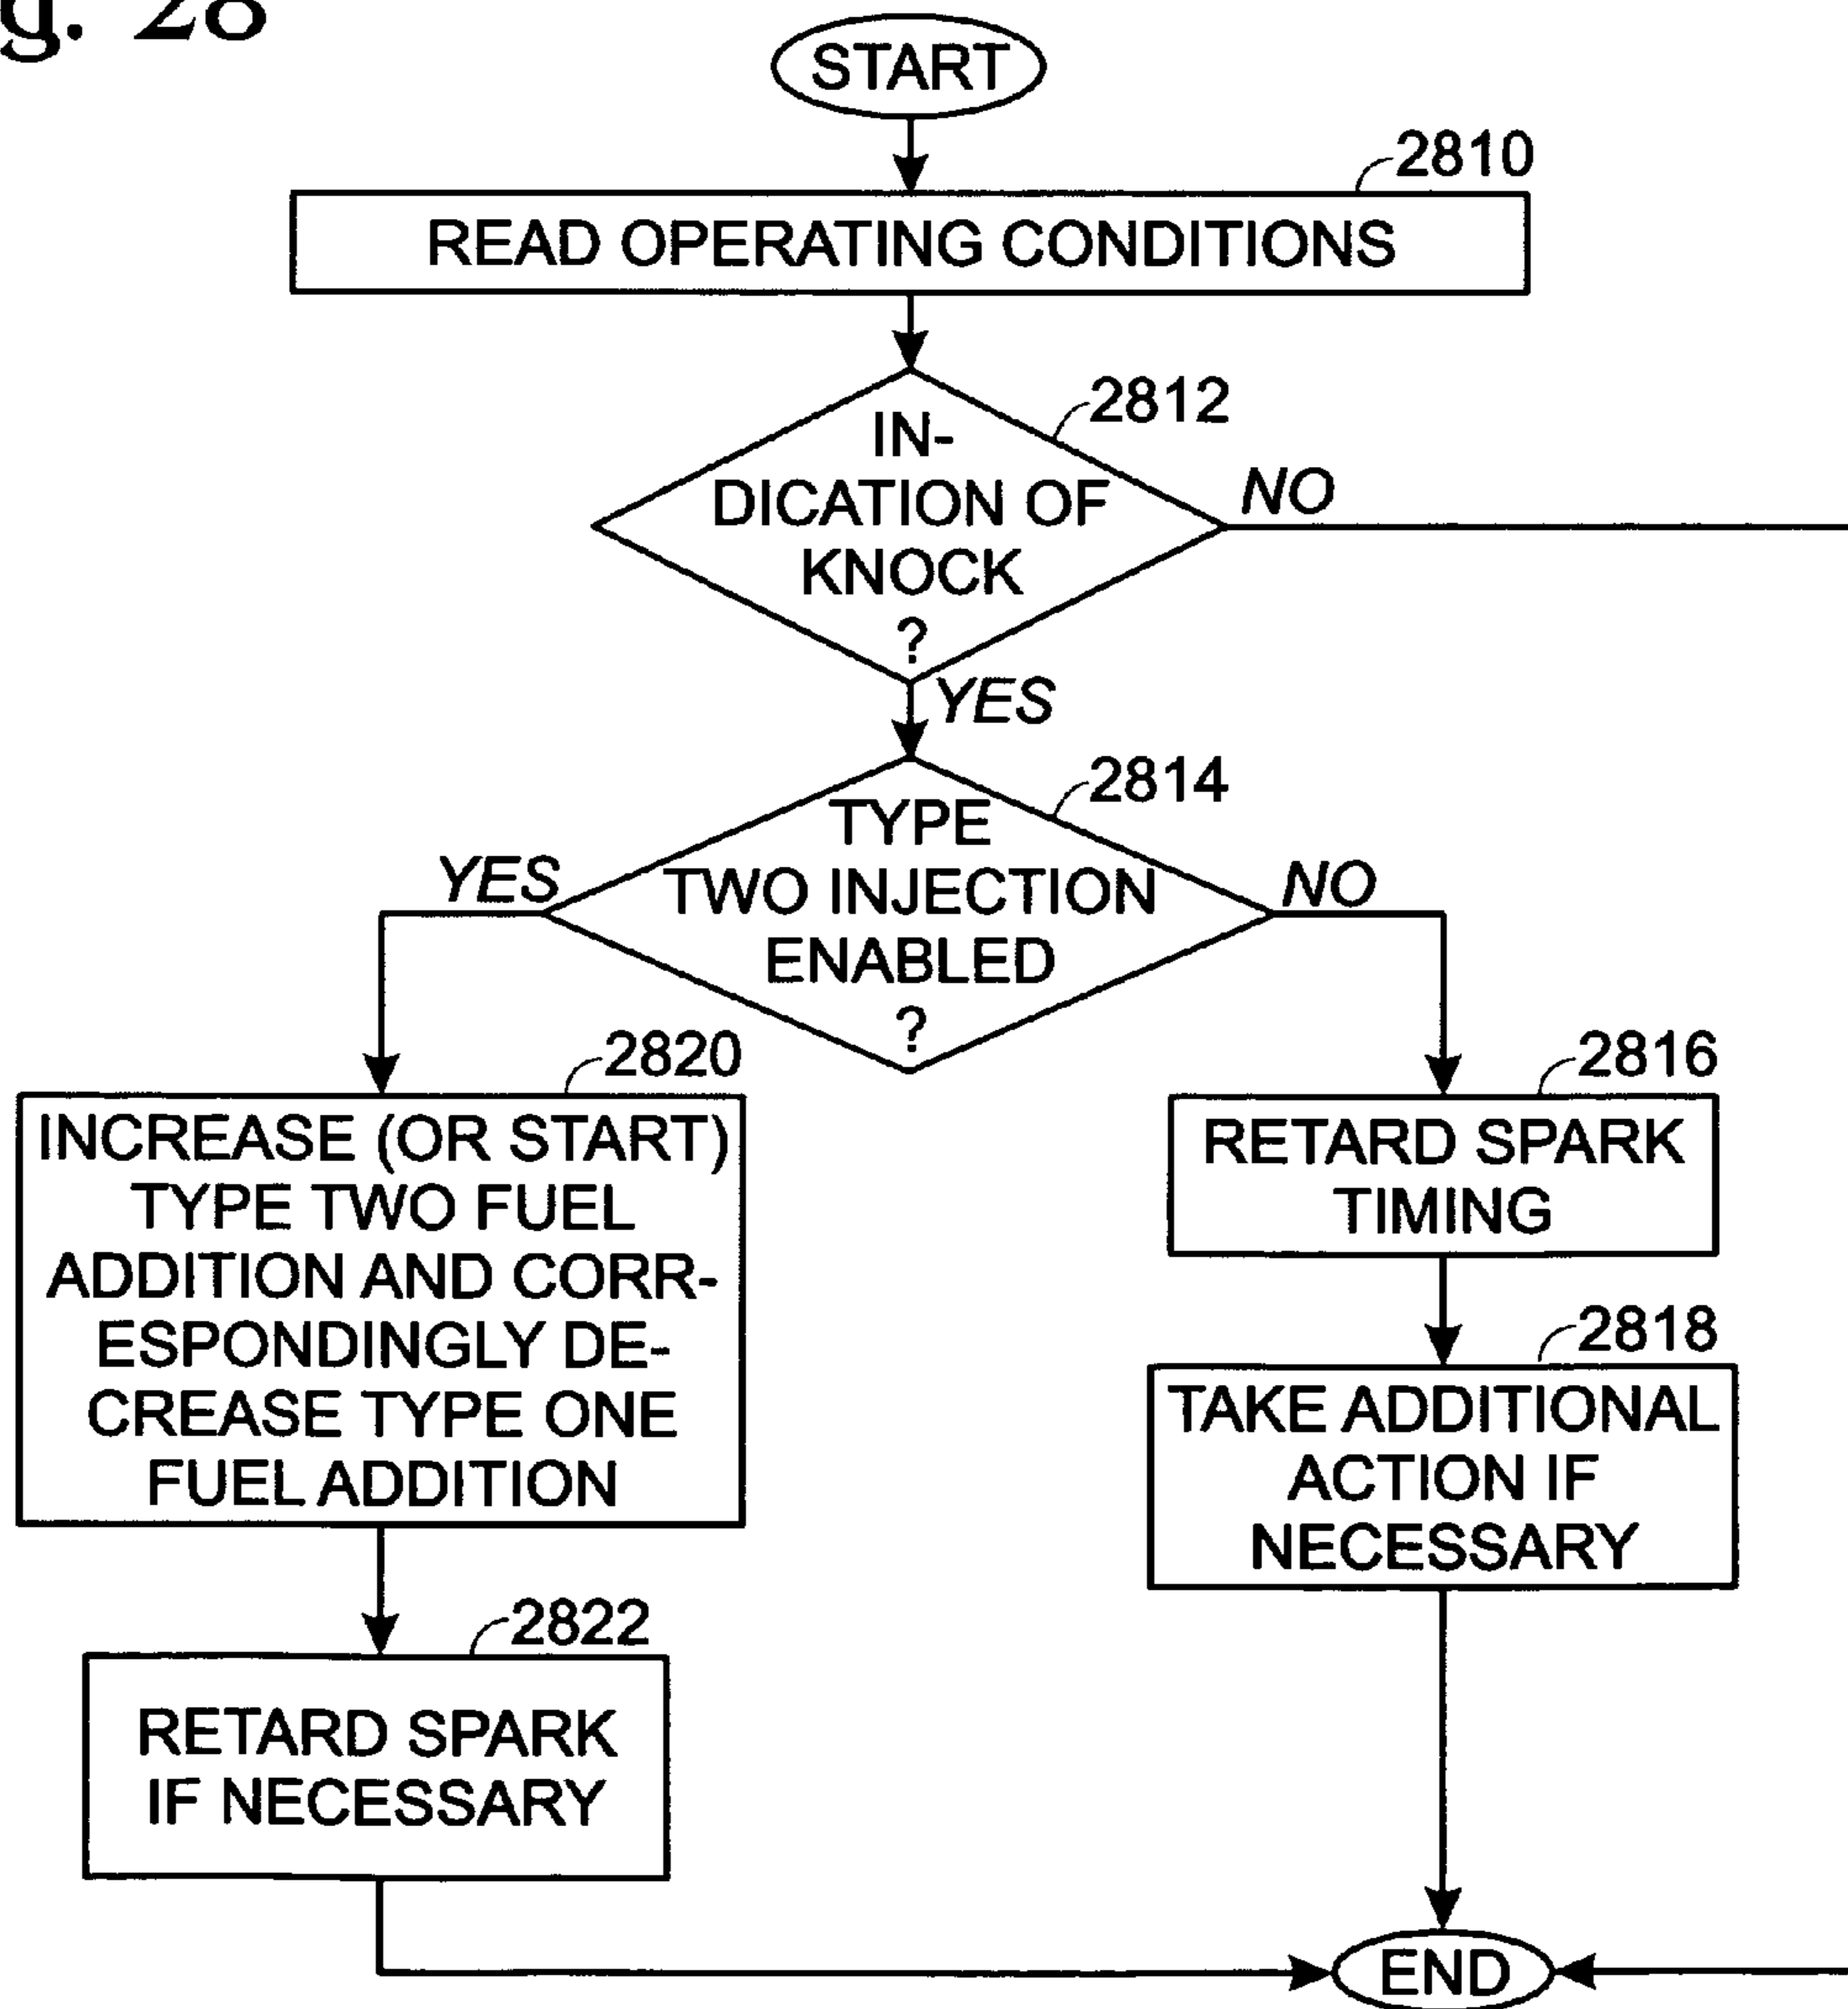 g. 28
START
2810
READ OPERATING CONDITIONS
2812
IN-
DICATION OF
KNOCK
?
NO
YES
2814
TYPE
TWO INJECTION
ENABLED
?
YES
NO
2820
INCREASE (OR START)
TYPE TWO FUEL
ADDITION AND CORR-
ESPONDINGLY DE-
CREASE TYPE ONE
FUEL ADDITION
2816
RETARD SPARK
TIMING
2818
TAKE ADDITIONAL
ACTION IF
NECESSARY
2822
RETARD SPARK
IF NECESSARY
END